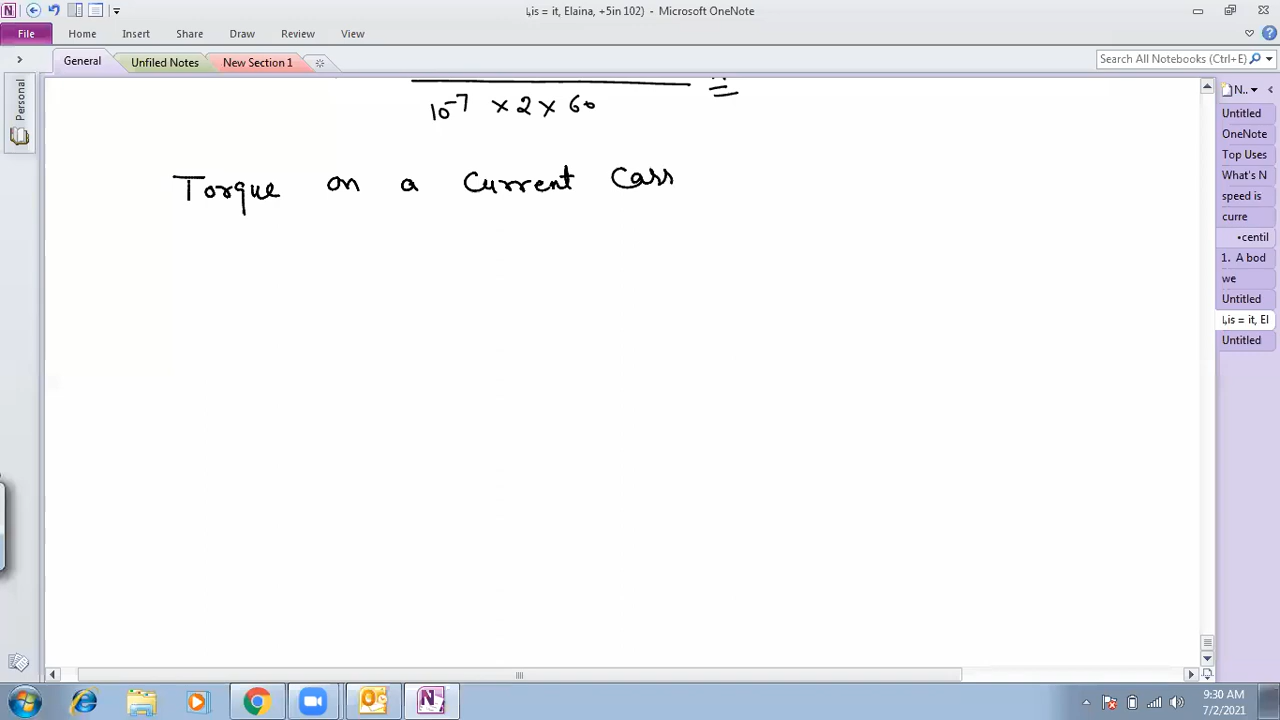 Ⳑis = it, Elaina, +5in 102) - Microsoft OneNote
File Home Insert Share Draw Review View
General Unfiled Notes New Section 1
Search All Notebooks (Ctrl+E)
Personal
N..
Untitled
OneNote
Top Uses
What's N
speed is
curre
•centil
1. A bod
we
Untitled
Ⳑis = it, El
Untitled
10⁻⁷ × 2 × 60
Torque on a Current Carr
9:30 AM
7/2/2021